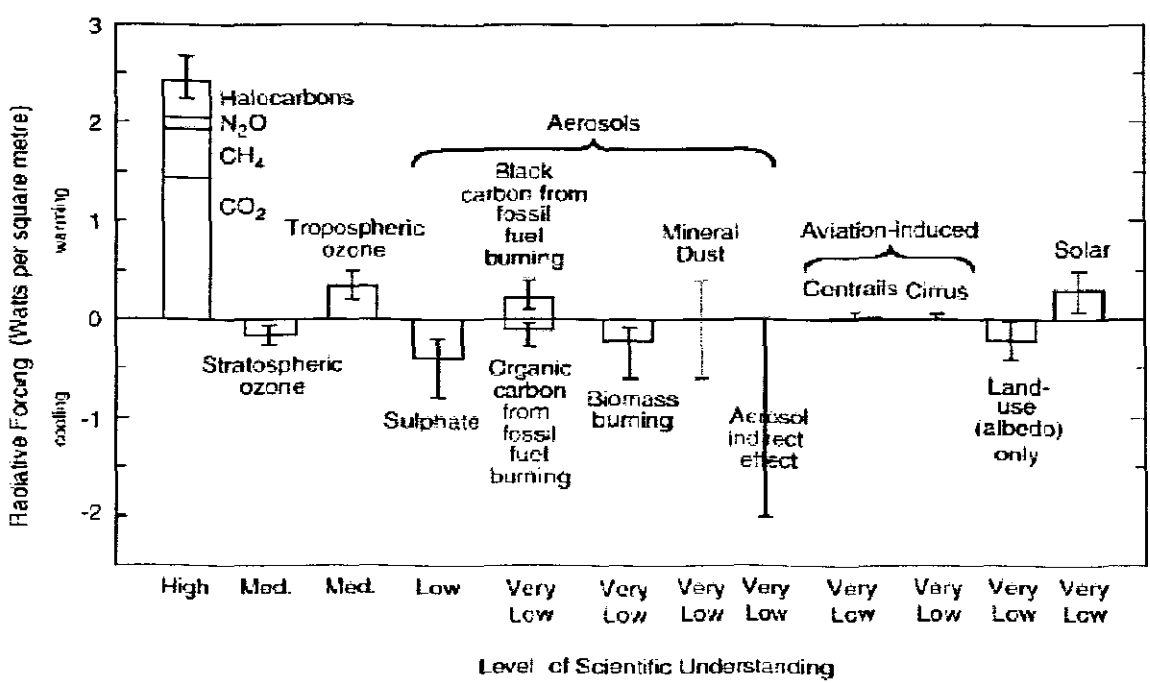 3
2
1
0
-1
-2
Radiative Forcing (Watts per square metre)
warming
cooling
Halocarbons
N₂O
CH₄
CO₂
Stratospheric
ozone
Tropospheric
ozone
Aerosols
Sulphate
Black
carbon from
fossil
fuel
burning
Organic
carbon
from
fossil
fuel
burning
Biomass
burning
Mineral
Dust
Aerosol
indirect
effect
Aviation-induced
Contrails Cirrus
Land-
use
(albedo)
only
Solar
High Med. Med. Low Very Very Very Very Very Very Very Very
Low Low Low Low Low Low Low Low
Level of Scientific Understanding